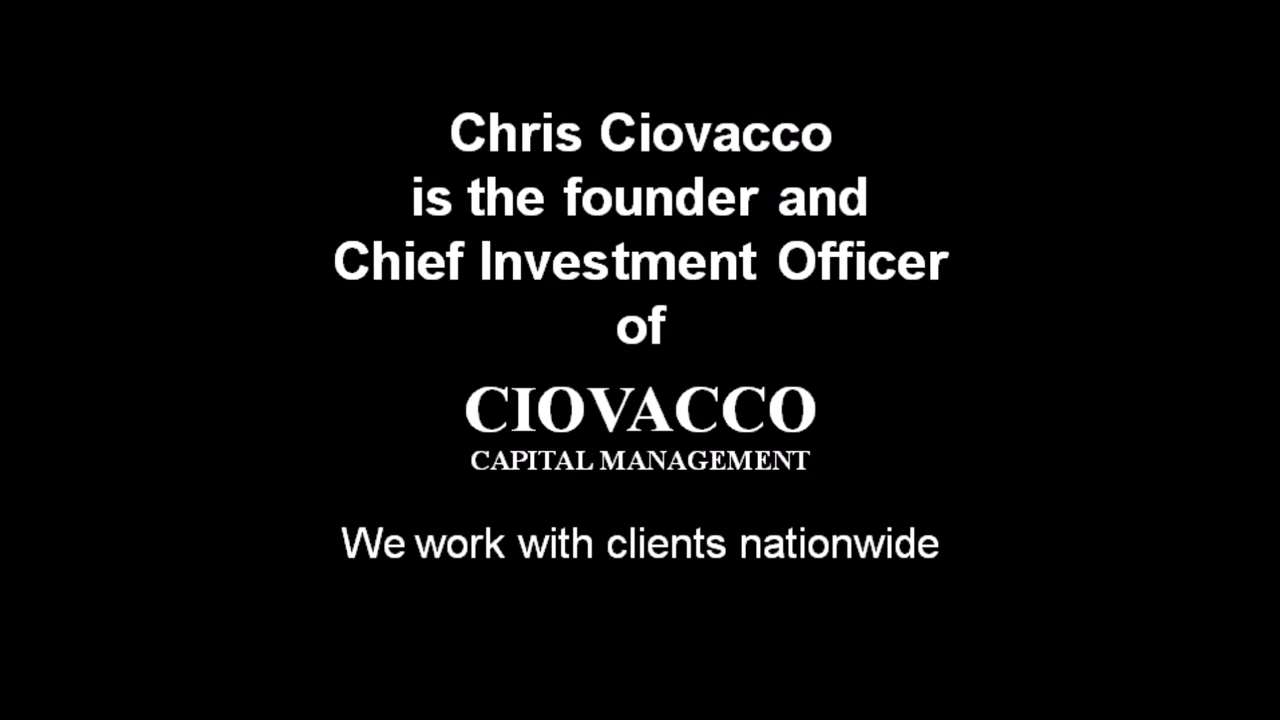 Chris Ciovacco
is the founder and
Chief Investment Officer
of
CIOVACCO
CAPITAL MANAGEMENT
We work with clients nationwide